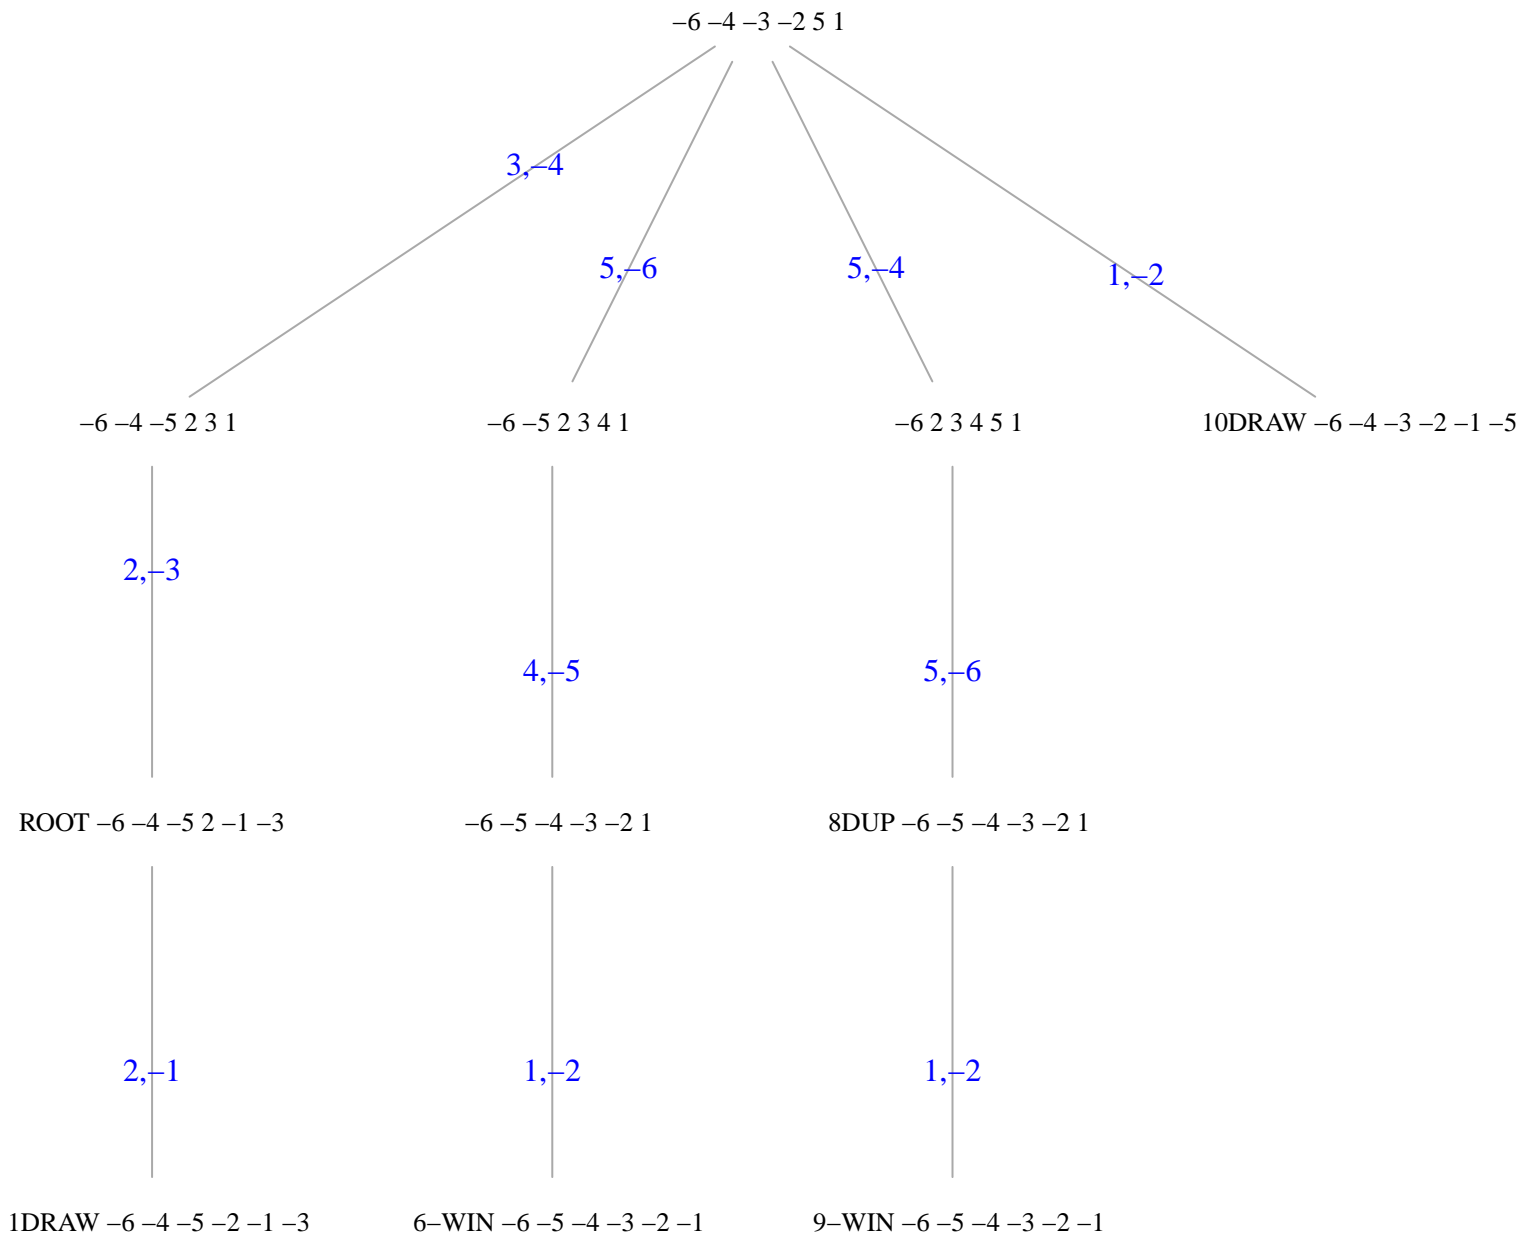 –6 –4 –3 –2 5 1
3,–4
5,–6
5,–4
1,–2
–6 –4 –5 2 3 1
–6 –5 2 3 4 1
–6 2 3 4 5 1
10DRAW –6 –4 –3 –2 –1 –5
2,–3
4,–5
5,–6
ROOT –6 –4 –5 2 –1 –3
–6 –5 –4 –3 –2 1
8DUP –6 –5 –4 –3 –2 1
2,–1
1,–2
1,–2
1DRAW –6 –4 –5 –2 –1 –3
6–WIN –6 –5 –4 –3 –2 –1
9–WIN –6 –5 –4 –3 –2 –1